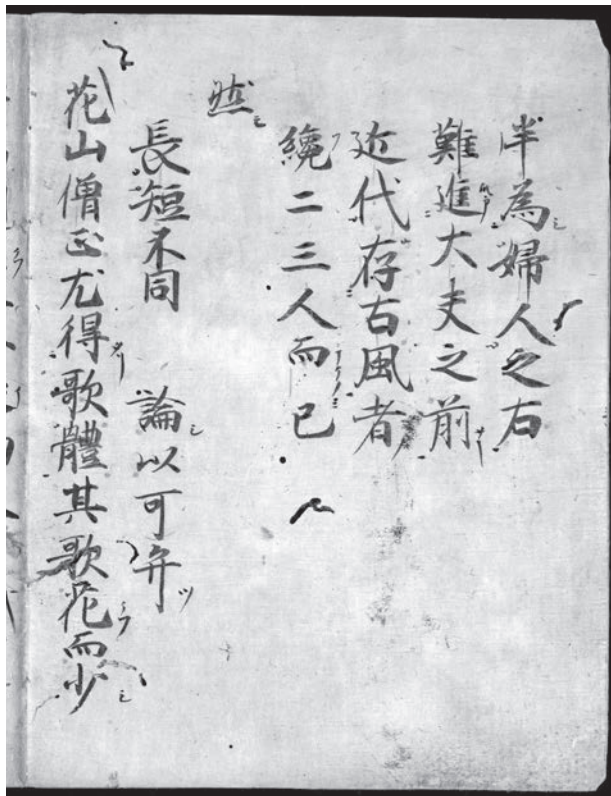 半為婦人之右
難進大夫之前
近代存古風者
纔二三人而已
然
長短不同　論以可弁
花山僧正尤得歌體其歌花而少